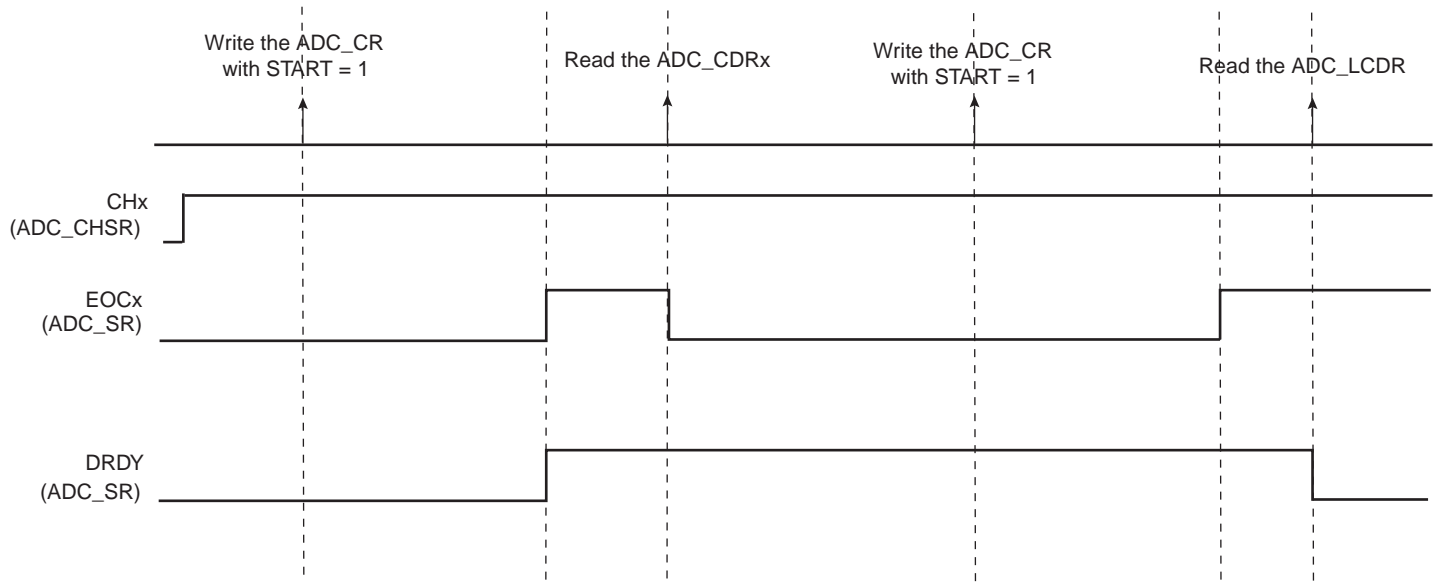 Write the ADC_CR
with START = 1
Read the ADC_CDRx
Write the ADC_CR
with START = 1
Read the ADC_LCDR
CHx
(ADC_CHSR)
EOCx
(ADC_SR)
DRDY
(ADC_SR)